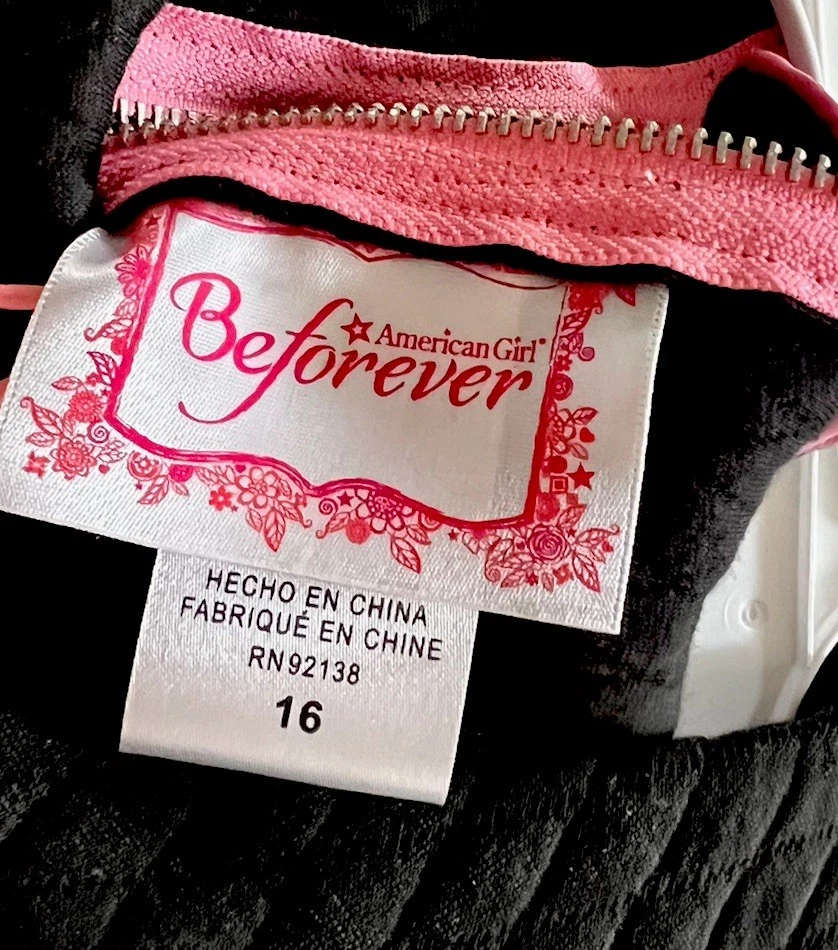 American Girl®
Beforever
HECHO EN CHINA
FABRIQUÉ EN CHINE
RN 92138
16